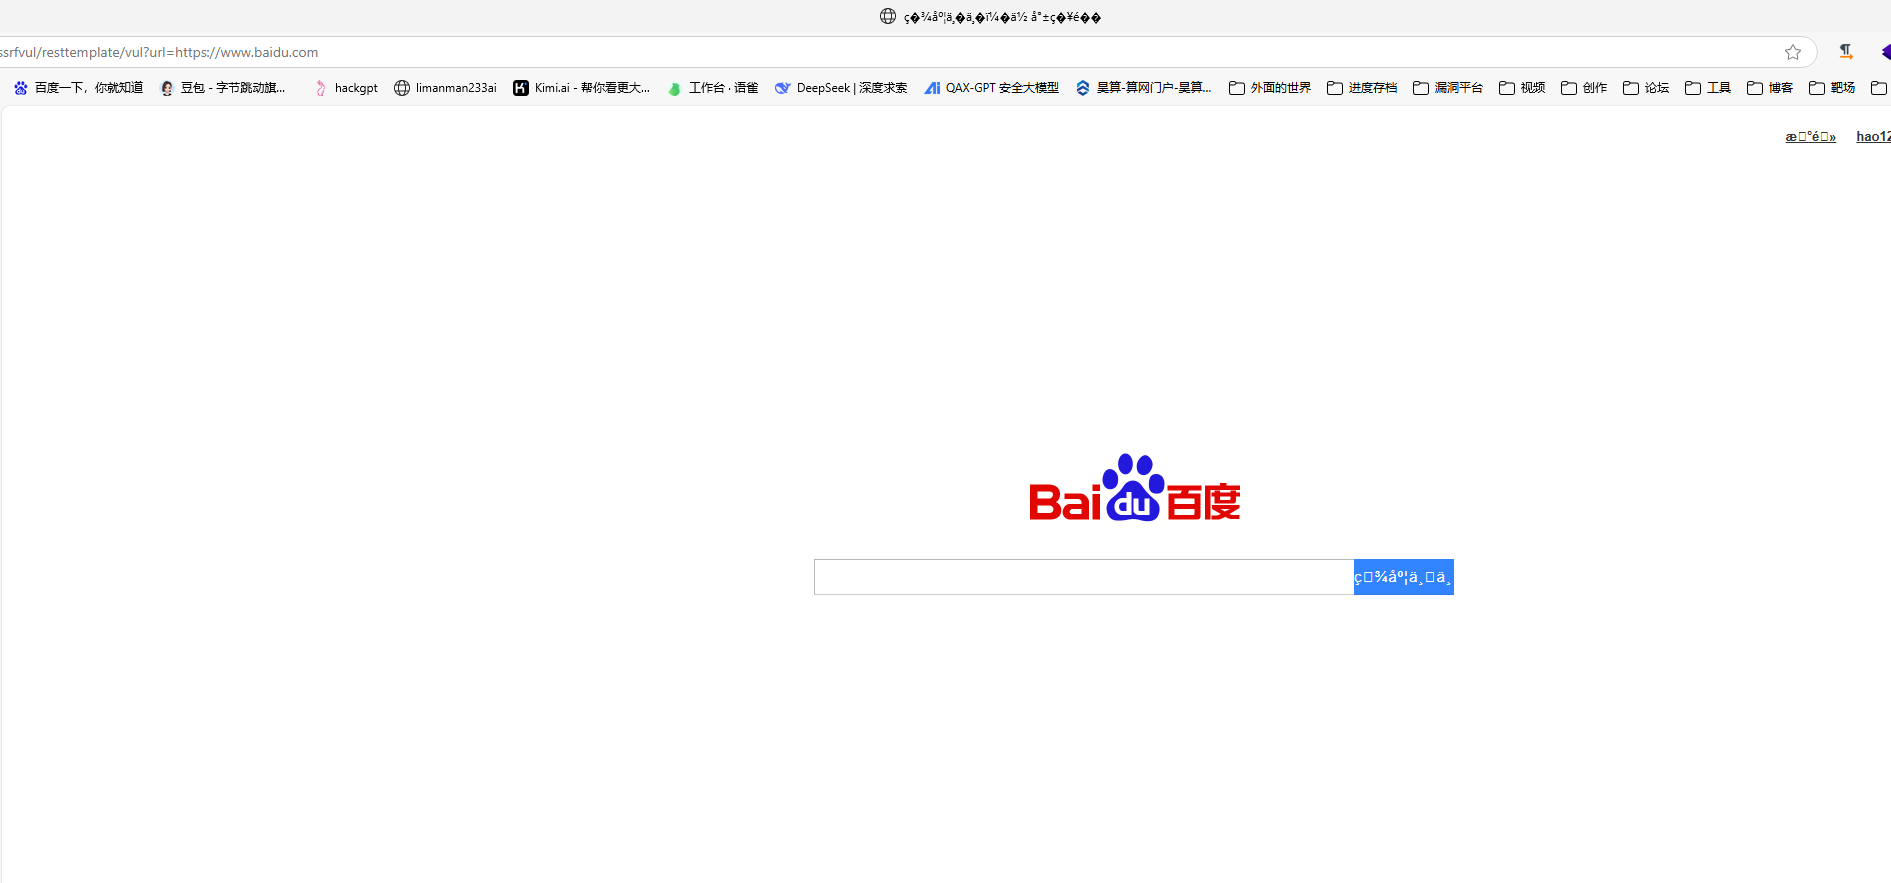 ç�¾åº¦ä¸�ä¸�ï¼�ä½ å°±ç�¥é��
ssrfvul/resttemplate/vul?url=https://www.baidu.com
百度一下，你就知道 豆包 - 字节跳动旗... hackgpt limanman233ai Kimi.ai - 帮你看更大... 工作台 · 语雀 DeepSeek | 深度求索 QAX-GPT 安全大模型 昊算-算网门户-昊算... 外面的世界 进度存档 漏洞平台 视频 创作 论坛 工具 博客 靶场
æ□°é□» hao12
Bai du 百度
ç□¾åº¦ä¸□ä¸